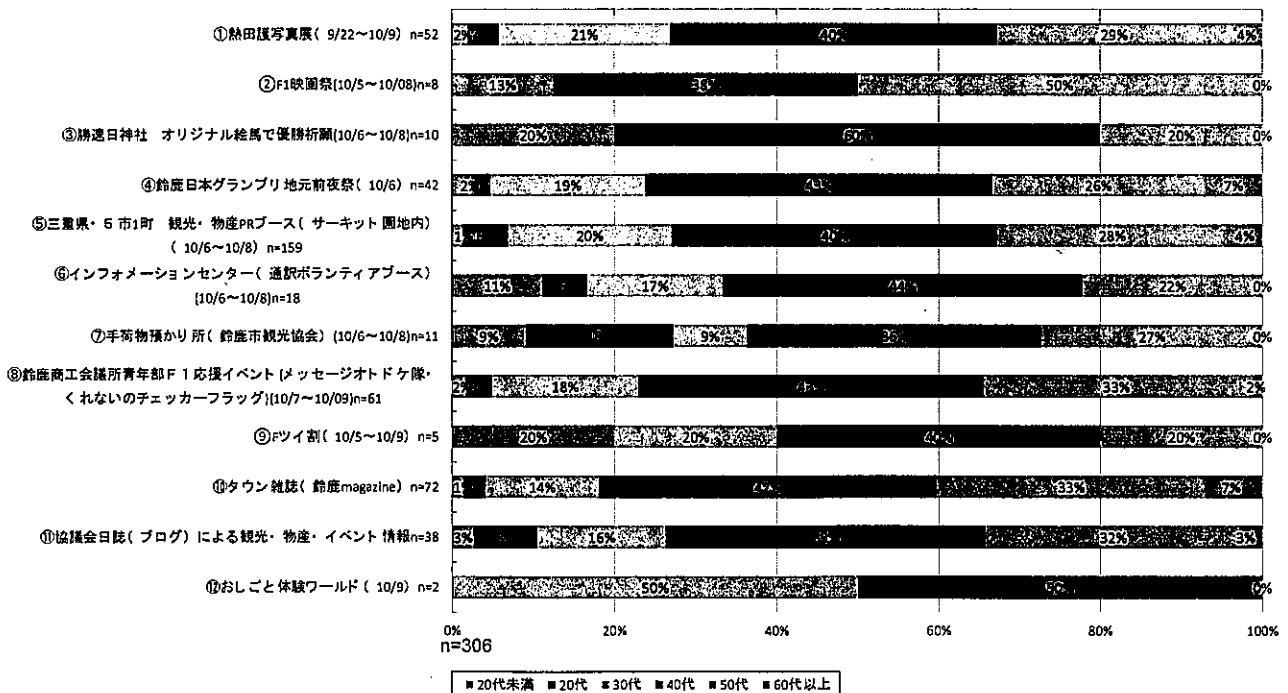 ①熱田護写真展( 9/22～10/9) n=52
2% 21% 40% 29% 4%
②F1映画祭(10/5～10/08)n=8
13% 38% 50% 0%
③勝速日神社 オリジナル絵馬で優勝祈願(10/6～10/8)n=10
20% 60% 20% 0%
④鈴鹿日本グランプリ地元前夜祭( 10/6) n=42
2% 19% 26% 7%
⑤三重県・5市1町 観光・物産PRブース( サーキット園地内)
( 10/6～10/8) n=159
1% 20% 40% 28% 4%
⑥インフォメーションセンター( 通訳ボランティアブース)
(10/6～10/8)n=18
11% 17% 44% 22% 0%
⑦手荷物預かり所( 鈴鹿市観光協会) (10/6～10/8)n=11
9% 9% 27% 0%
⑧鈴鹿商工会議所青年部F1応援イベント(メッセージオトドケ隊・
くれないのチェッカーフラッグ)(10/7～10/09)n=61
2% 18% 33% 2%
⑨Fツイ割( 10/5～10/9) n=5
20% 20% 20% 0%
⑩タウン雑誌( 鈴鹿magazine) n=72
1% 14% 33% 7%
⑪協議会日誌( ブログ) による観光・物産・イベント情報n=38
3% 16% 32% 3%
⑫おしごと体験ワールド( 10/9) n=2
50% 0%
0% 20% 40% 60% 80% 100%
n=306
■20代未満 ■20代 ■30代 ■40代 ■50代 ■60代以上